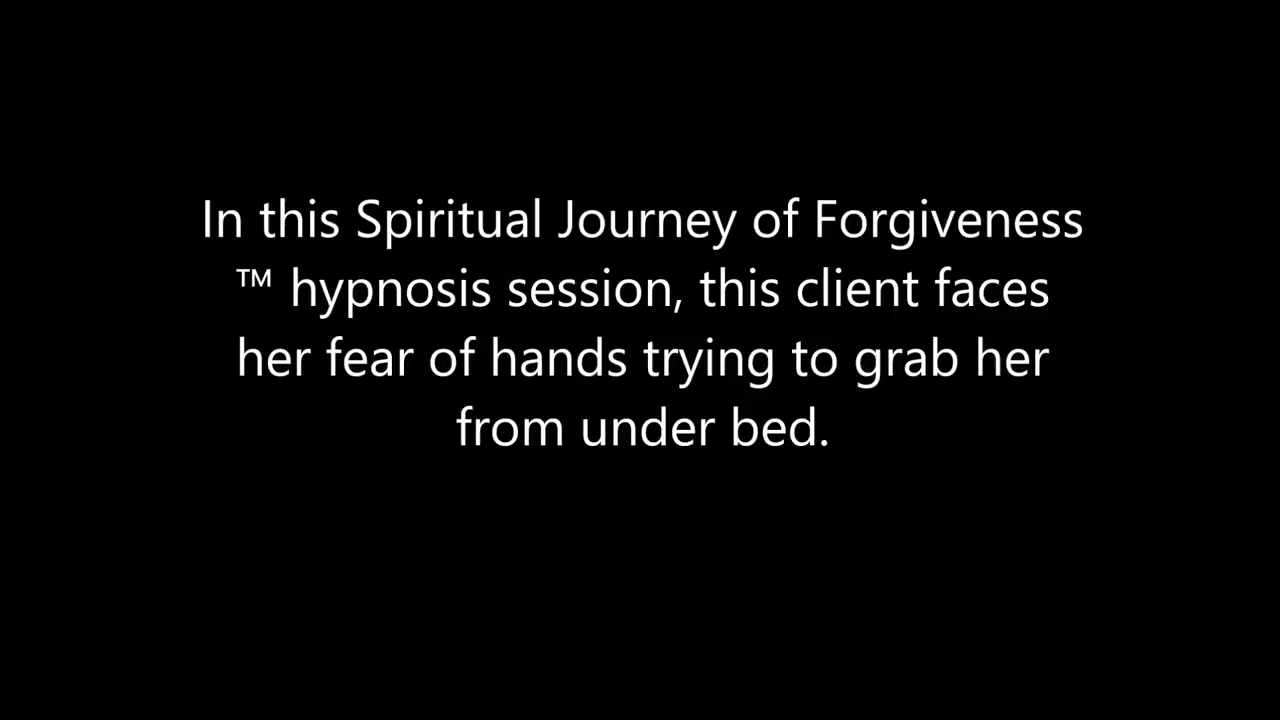 In this Spiritual Journey of Forgiveness
™ hypnosis session, this client faces
her fear of hands trying to grab her
from under bed.